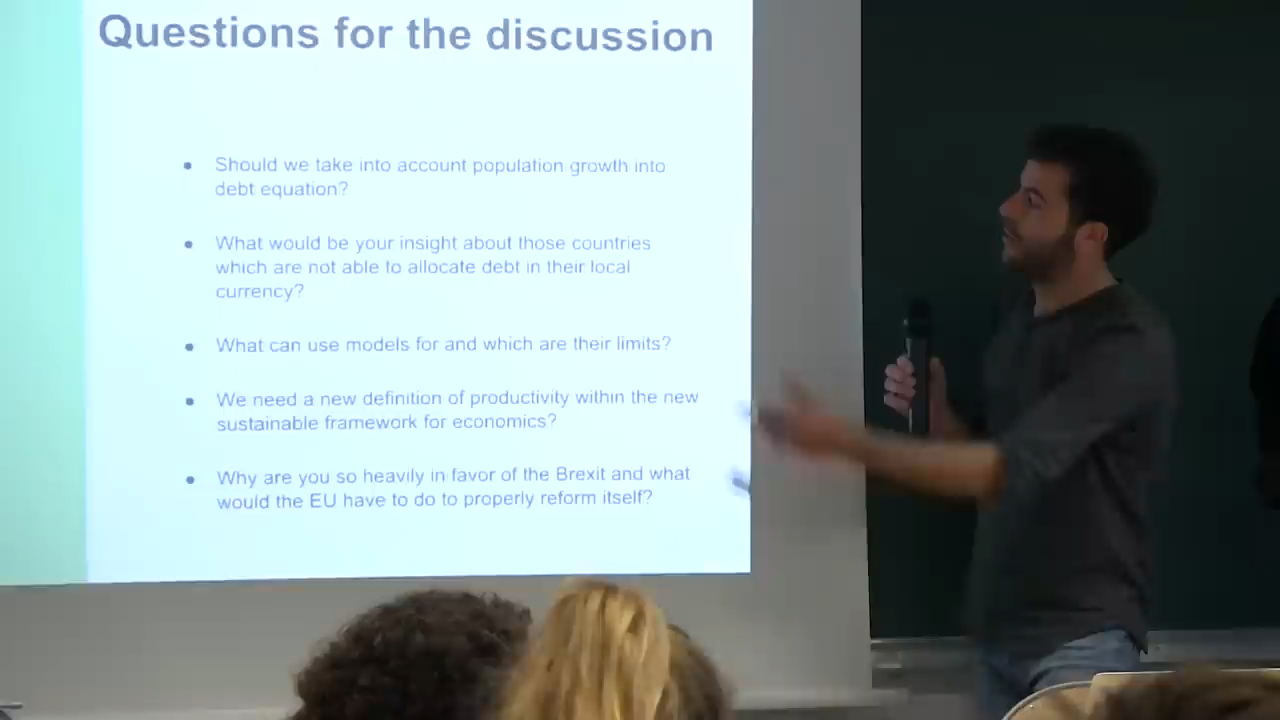 Questions for the discussion
● Should we take into account population growth into
debt equation?
● What would be your insight about those countries
which are not able to allocate debt in their local
currency?
● What can use models for and which are their limits?
● We need a new definition of productivity within the new
sustainable framework for economics?
● Why are you so heavily in favor of the Brexit and what
would the EU have to do to properly reform itself?